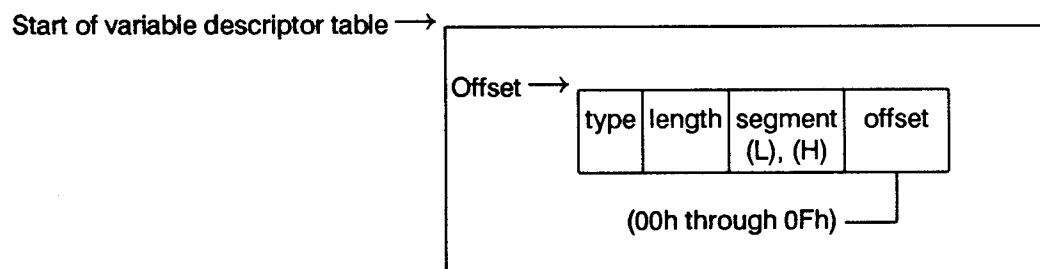 Start of variable descriptor table →
Offset →
type length segment offset
(L), (H)
(00h through 0Fh)